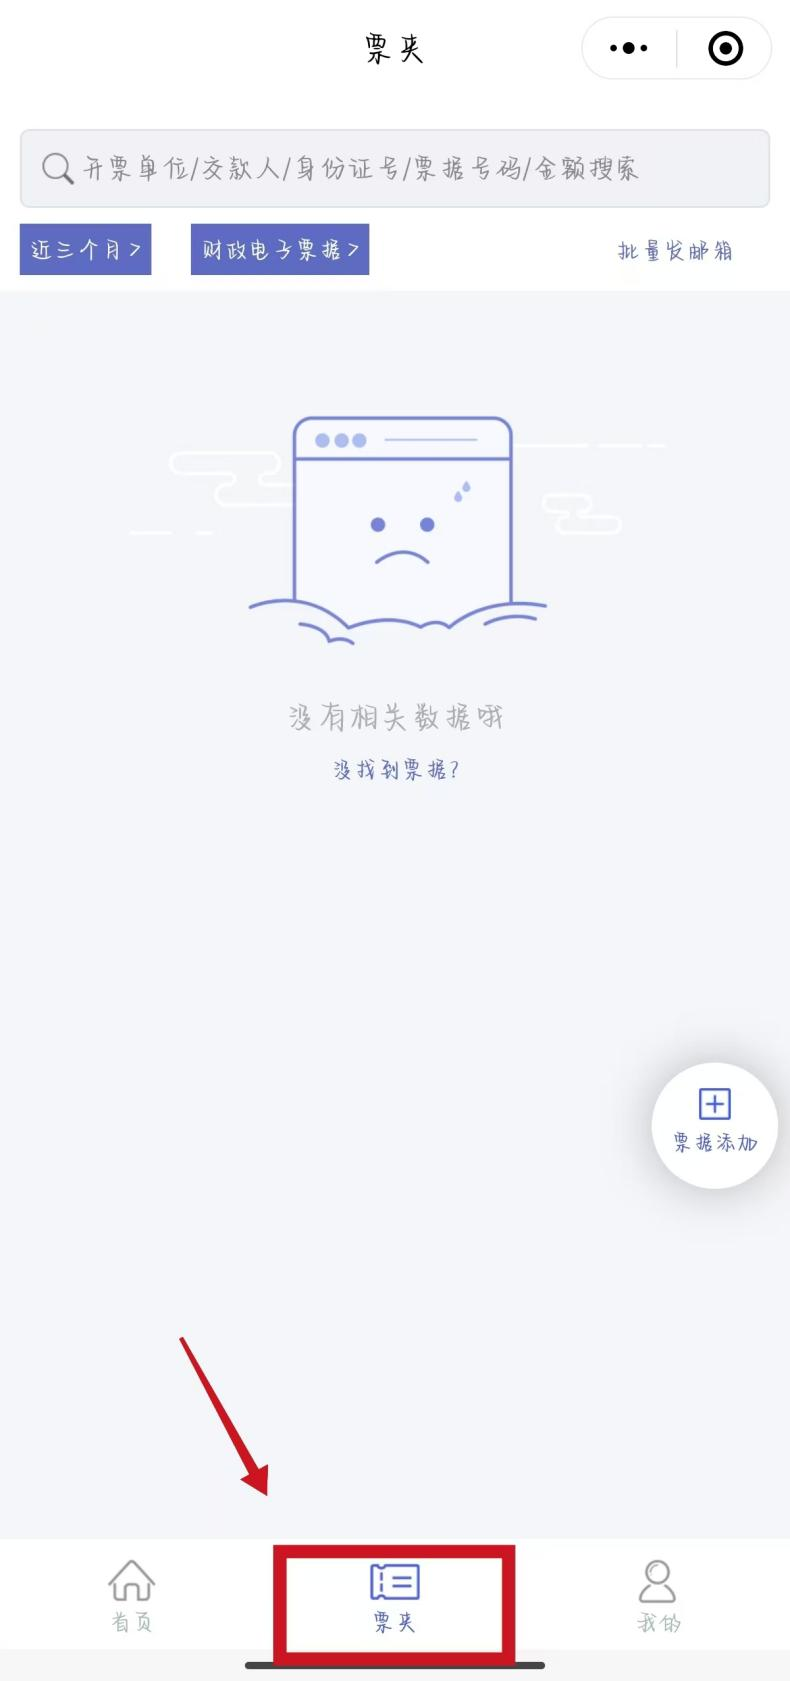 票夹
开票单位/交款人/身份证号/票据号码/金额搜索
近三个月>
财政电子票据>
批量发邮箱
没有相关数据哦
没找到票据?
票据添加
首页
票夹
我的